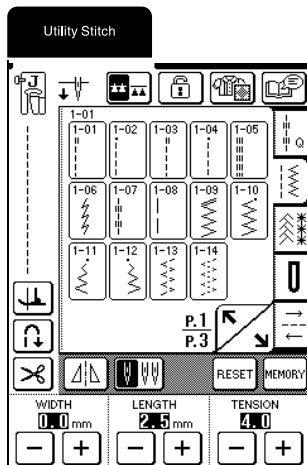 Utility Stitch
J
1-01
1-01 1-02 1-03 1-04 1-05
Q
1-06 1-07 1-08 1-09 1-10
1-11 1-12 1-13 1-14
P.1
P.3
RESET MEMORY
WIDTH LENGTH TENSION
0.0 mm 2.5 mm 4.0
− + − + − +